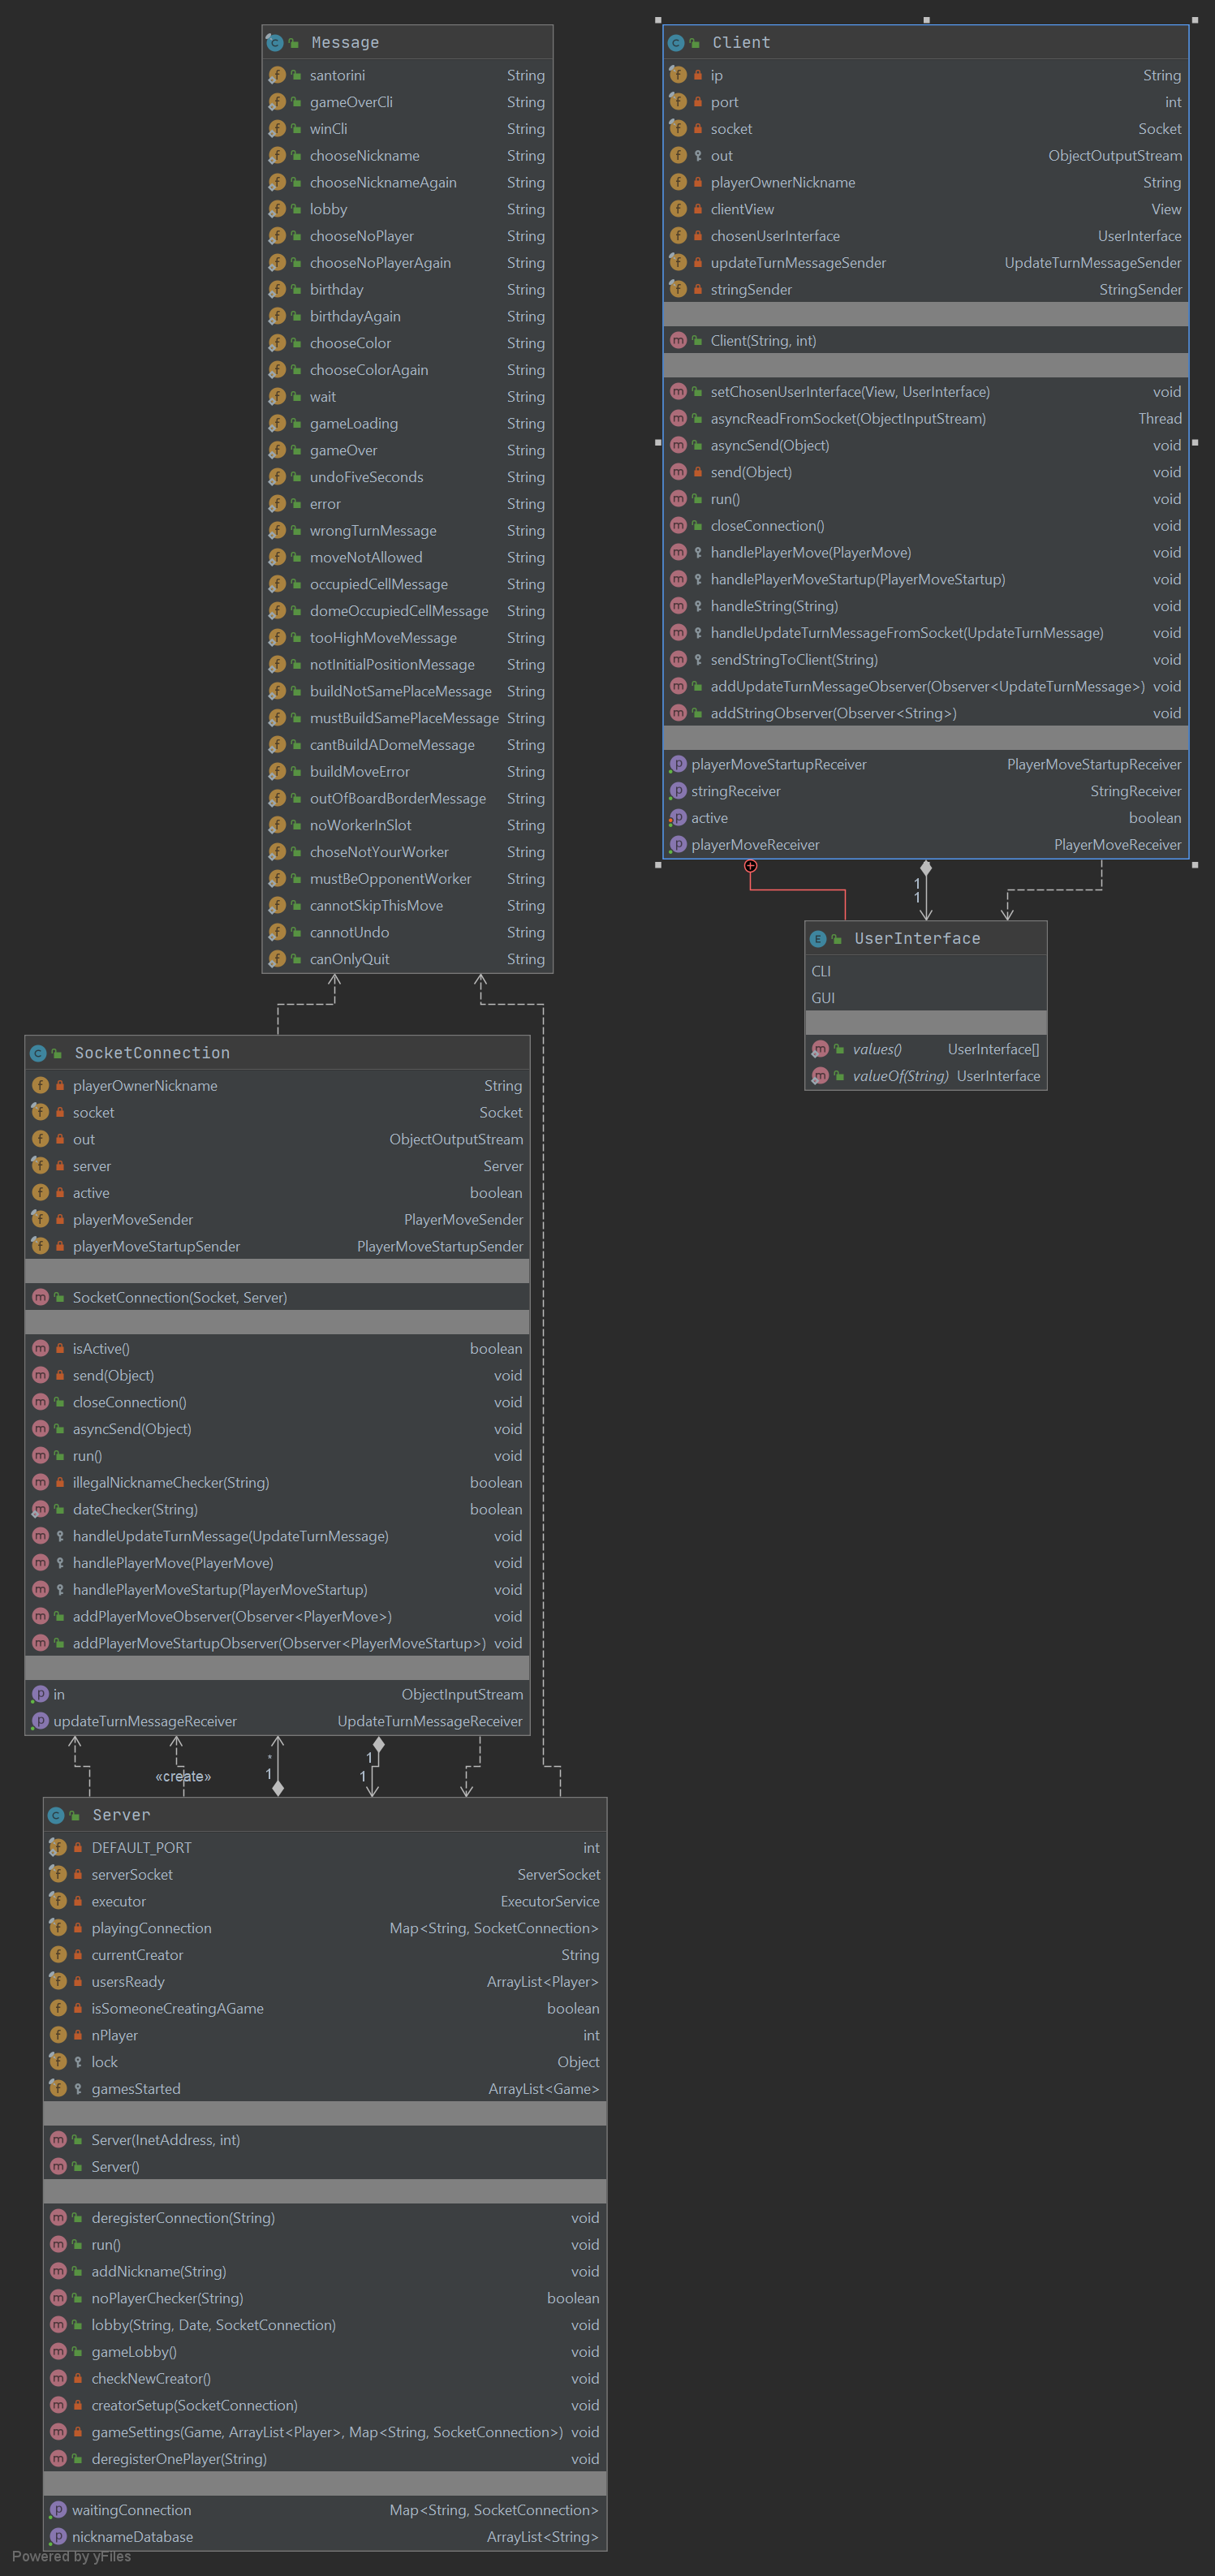 Message
santorini String
gameOverCli String
winCli String
chooseNickname String
chooseNicknameAgain String
lobby String
chooseNoPlayer String
chooseNoPlayerAgain String
birthday String
birthdayAgain String
chooseColor String
chooseColorAgain String
wait String
gameLoading String
gameOver String
undoFiveSeconds String
error String
wrongTurnMessage String
moveNotAllowed String
occupiedCellMessage String
domeOccupiedCellMessage String
tooHighMoveMessage String
notInitialPositionMessage String
buildNotSamePlaceMessage String
mustBuildSamePlaceMessage String
cantBuildADomeMessage String
buildMoveError String
outOfBoardBorderMessage String
noWorkerInSlot String
choseNotYourWorker String
mustBeOpponentWorker String
cannotSkipThisMove String
cannotUndo String
canOnlyQuit String
Client
ip String
port int
socket Socket
out ObjectOutputStream
playerOwnerNickname String
clientView View
chosenUserInterface UserInterface
updateTurnMessageSender UpdateTurnMessageSender
stringSender StringSender
Client(String, int)
setChosenUserInterface(View, UserInterface) void
asyncReadFromSocket(ObjectInputStream) Thread
asyncSend(Object) void
send(Object) void
run() void
closeConnection() void
handlePlayerMove(PlayerMove) void
handlePlayerMoveStartup(PlayerMoveStartup) void
handleString(String) void
handleUpdateTurnMessageFromSocket(UpdateTurnMessage) void
sendStringToClient(String) void
addUpdateTurnMessageObserver(Observer<UpdateTurnMessage>) void
addStringObserver(Observer<String>) void
playerMoveStartupReceiver PlayerMoveStartupReceiver
stringReceiver StringReceiver
active boolean
playerMoveReceiver PlayerMoveReceiver
1
1
UserInterface
CLI
GUI
values() UserInterface[]
valueOf(String) UserInterface
SocketConnection
playerOwnerNickname String
socket Socket
out ObjectOutputStream
server Server
active boolean
playerMoveSender PlayerMoveSender
playerMoveStartupSender PlayerMoveStartupSender
SocketConnection(Socket, Server)
isActive() boolean
send(Object) void
closeConnection() void
asyncSend(Object) void
run() void
illegalNicknameChecker(String) boolean
dateChecker(String) boolean
handleUpdateTurnMessage(UpdateTurnMessage) void
handlePlayerMove(PlayerMove) void
handlePlayerMoveStartup(PlayerMoveStartup) void
addPlayerMoveObserver(Observer<PlayerMove>) void
addPlayerMoveStartupObserver(Observer<PlayerMoveStartup>) void
in ObjectInputStream
updateTurnMessageReceiver UpdateTurnMessageReceiver
* 1
«create» 1 1
Server
DEFAULT_PORT int
serverSocket ServerSocket
executor ExecutorService
playingConnection Map<String, SocketConnection>
currentCreator String
usersReady ArrayList<Player>
isSomeoneCreatingAGame boolean
nPlayer int
lock Object
gamesStarted ArrayList<Game>
Server(InetAddress, int)
Server()
deregisterConnection(String) void
run() void
addNickname(String) void
noPlayerChecker(String) boolean
lobby(String, Date, SocketConnection) void
gameLobby() void
checkNewCreator() void
creatorSetup(SocketConnection) void
gameSettings(Game, ArrayList<Player>, Map<String, SocketConnection>) void
deregisterOnePlayer(String) void
waitingConnection Map<String, SocketConnection>
nicknameDatabase ArrayList<String>
Powered by yFiles